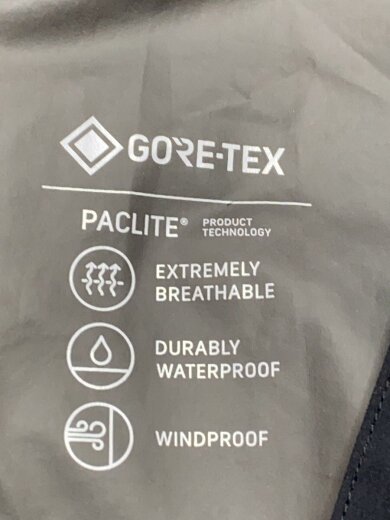 GORE-TEX
PACLITE® PRODUCT TECHNOLOGY
EXTREMELY
BREATHABLE
DURABLY
WATERPROOF
WINDPROOF